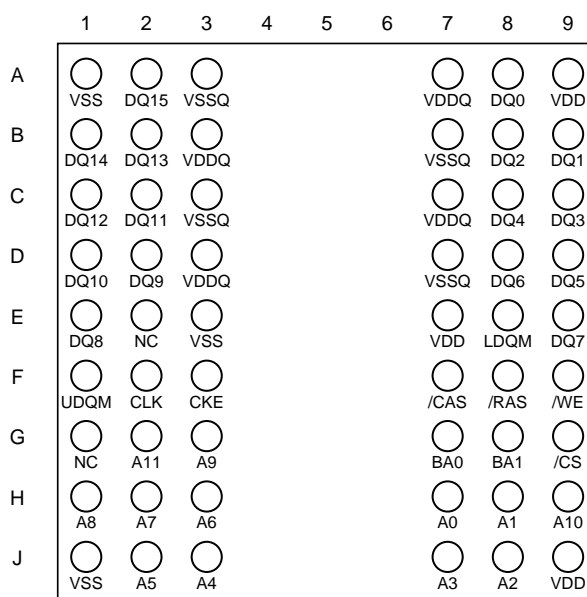 1 2 3 4 5 6 7 8 9
A
VSS DQ15 VSSQ VDDQ DQ0 VDD
B
DQ14 DQ13 VDDQ VSSQ DQ2 DQ1
C
DQ12 DQ11 VSSQ VDDQ DQ4 DQ3
D
DQ10 DQ9 VDDQ VSSQ DQ6 DQ5
E
DQ8 NC VSS VDD LDQM DQ7
F
UDQM CLK CKE /CAS /RAS /WE
G
NC A11 A9 BA0 BA1 /CS
H
A8 A7 A6 A0 A1 A10
J
VSS A5 A4 A3 A2 VDD